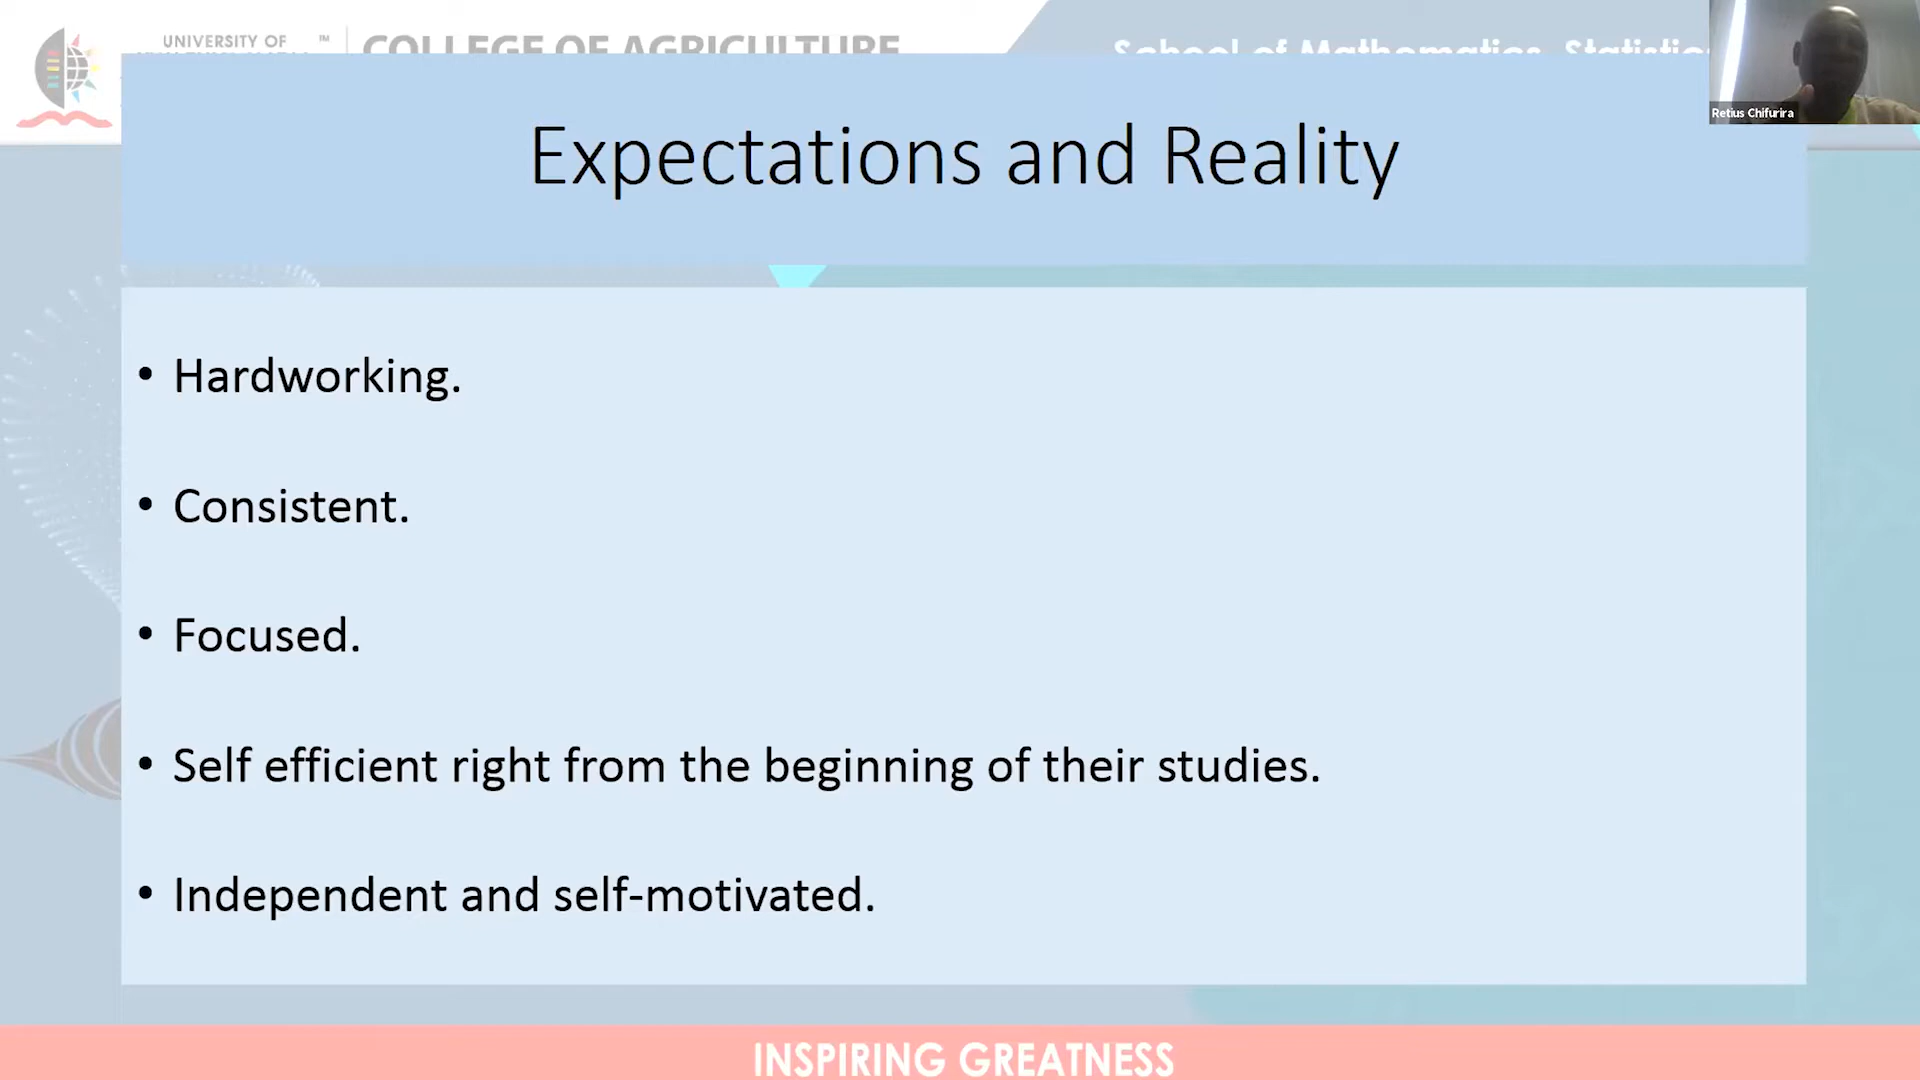 UNIVERSITY OF ™
COLLEGE OF AGRICULTURE
School of Mathematics, Statistic
Retius Chifurira
Expectations and Reality
• Hardworking.
• Consistent.
• Focused.
• Self efficient right from the beginning of their studies.
• Independent and self-motivated.
INSPIRING GREATNESS